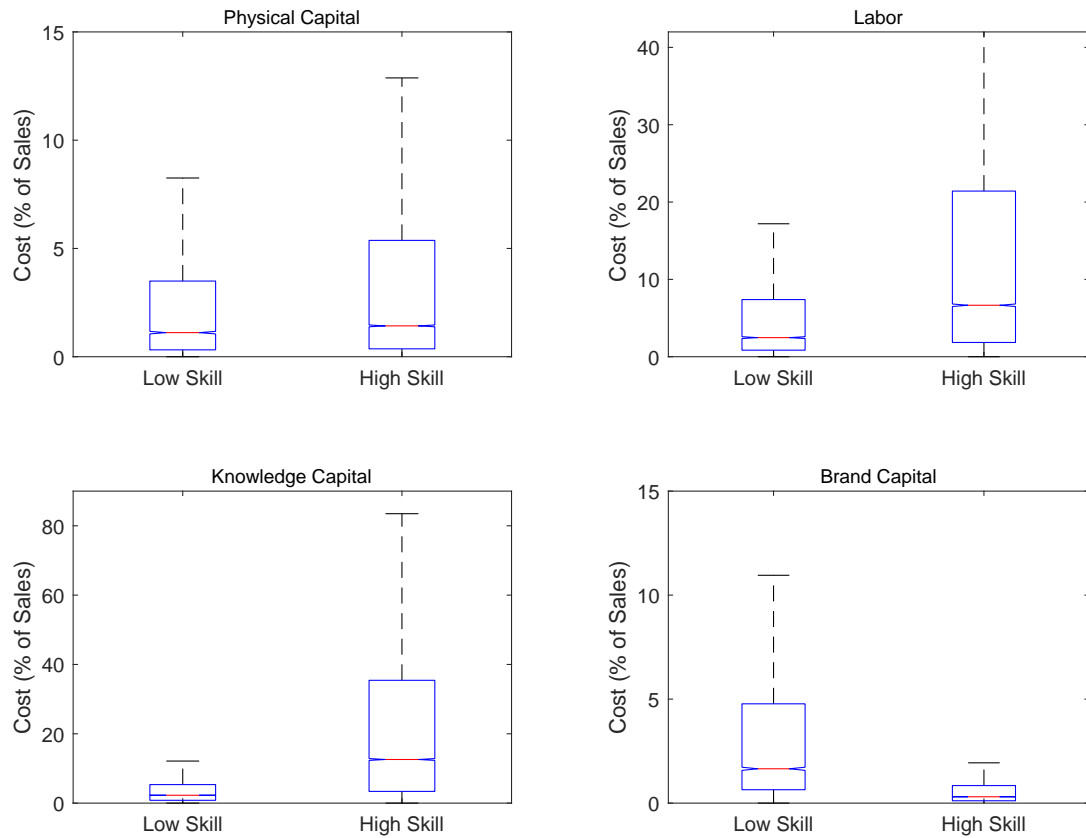 Physical Capital
15
10
5
0
Cost (% of Sales)
Low Skill
High Skill
Labor
40
30
20
10
0
Cost (% of Sales)
Low Skill
High Skill
Knowledge Capital
80
60
40
20
0
Cost (% of Sales)
Low Skill
High Skill
Brand Capital
15
10
5
0
Cost (% of Sales)
Low Skill
High Skill